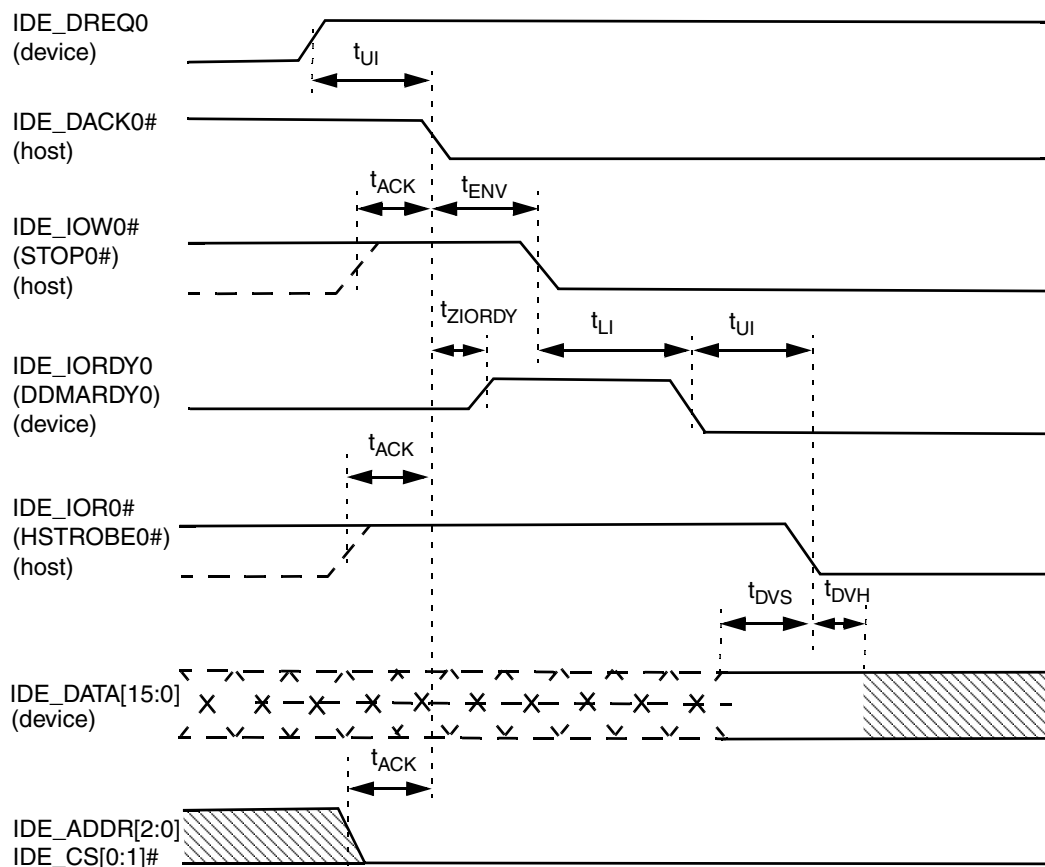 IDE_DREQ0
(device)
tUI
IDE_DACK0#
(host)
tACK
tENV
IDE_IOW0#
(STOP0#)
(host)
tZIORDY
tLI
tUI
IDE_IORDY0
(DDMARDY0)
(device)
tACK
IDE_IOR0#
(HSTROBE0#)
(host)
tDVS
tDVH
IDE_DATA[15:0]
(device)
tACK
IDE_ADDR[2:0]
IDE_CS[0:1]#